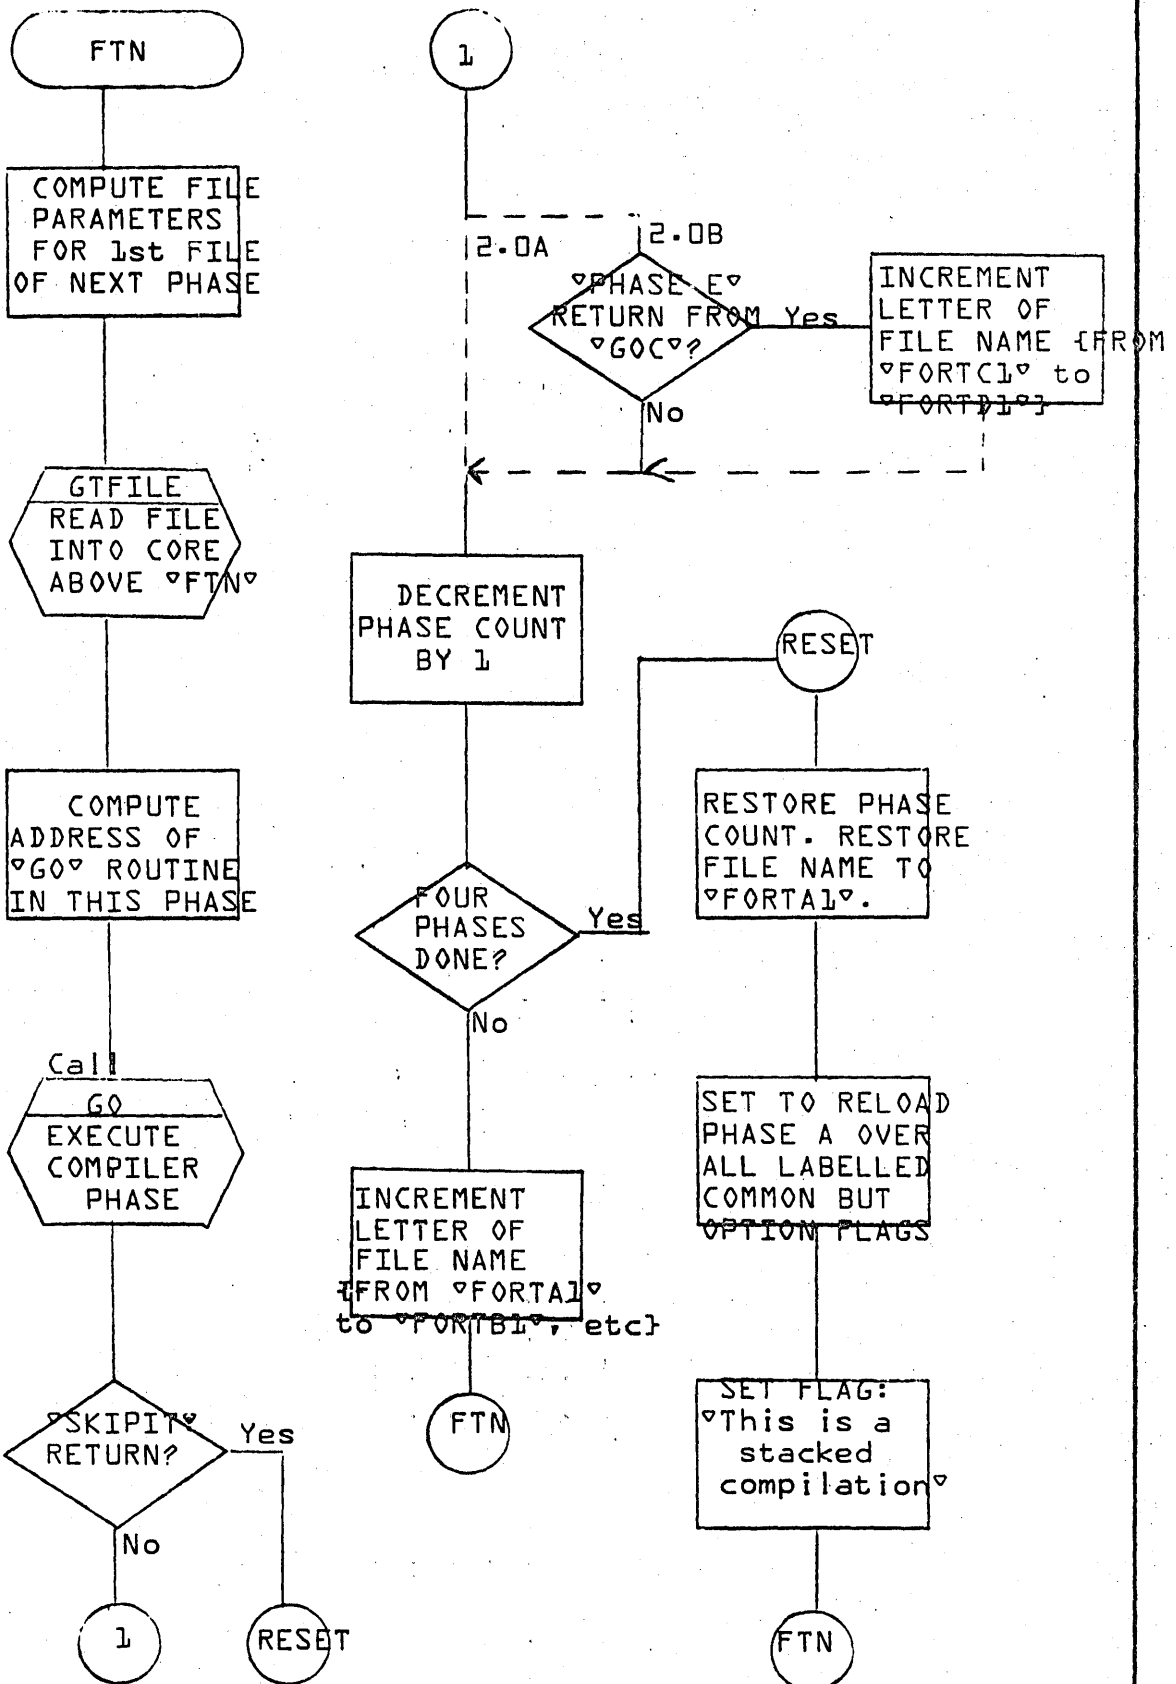 FTN
COMPUTE FILE
PARAMETERS
FOR 1st FILE
OF NEXT PHASE
GTFILE
READ FILE
INTO CORE
ABOVE ▽FTN▽
COMPUTE
ADDRESS OF
▽GO▽ ROUTINE
IN THIS PHASE
Call
GO
EXECUTE
COMPILER
PHASE
▽SKIPIT▽
RETURN?
Yes
No
1
RESET
1
2.0A
2.0B
▽PHASE E▽
RETURN FROM
▽GOC▽?
Yes
No
INCREMENT
LETTER OF
FILE NAME {FROM
▽FORTC1▽ to
▽FORTD1▽}
DECREMENT
PHASE COUNT
BY 1
FOUR
PHASES
DONE?
Yes
No
INCREMENT
LETTER OF
FILE NAME
{FROM ▽FORTA1▽
to ▽FORTB1▽, etc}
FTN
RESET
RESTORE PHASE
COUNT. RESTORE
FILE NAME TO
▽FORTA1▽.
SET TO RELOAD
PHASE A OVER
ALL LABELLED
COMMON BUT
OPTION FLAGS
SET FLAG:
▽This is a
stacked
compilation▽
FTN